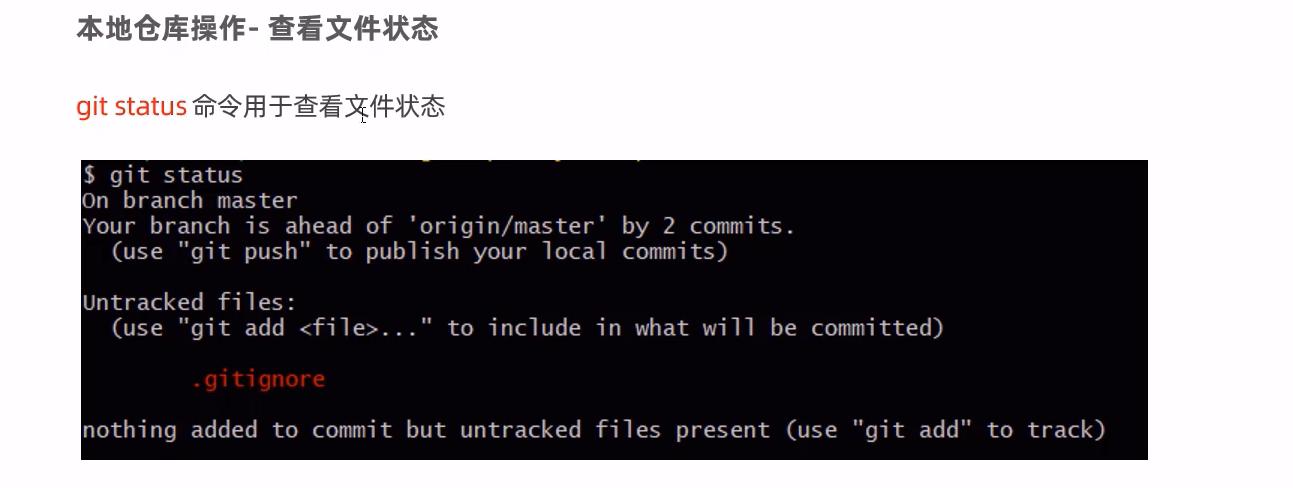 本地仓库操作- 查看文件状态
git status 命令用于查看文件状态
$ git status
On branch master
Your branch is ahead of 'origin/master' by 2 commits.
  (use "git push" to publish your local commits)
Untracked files:
  (use "git add <file>..." to include in what will be committed)
        .gitignore
nothing added to commit but untracked files present (use "git add" to track)